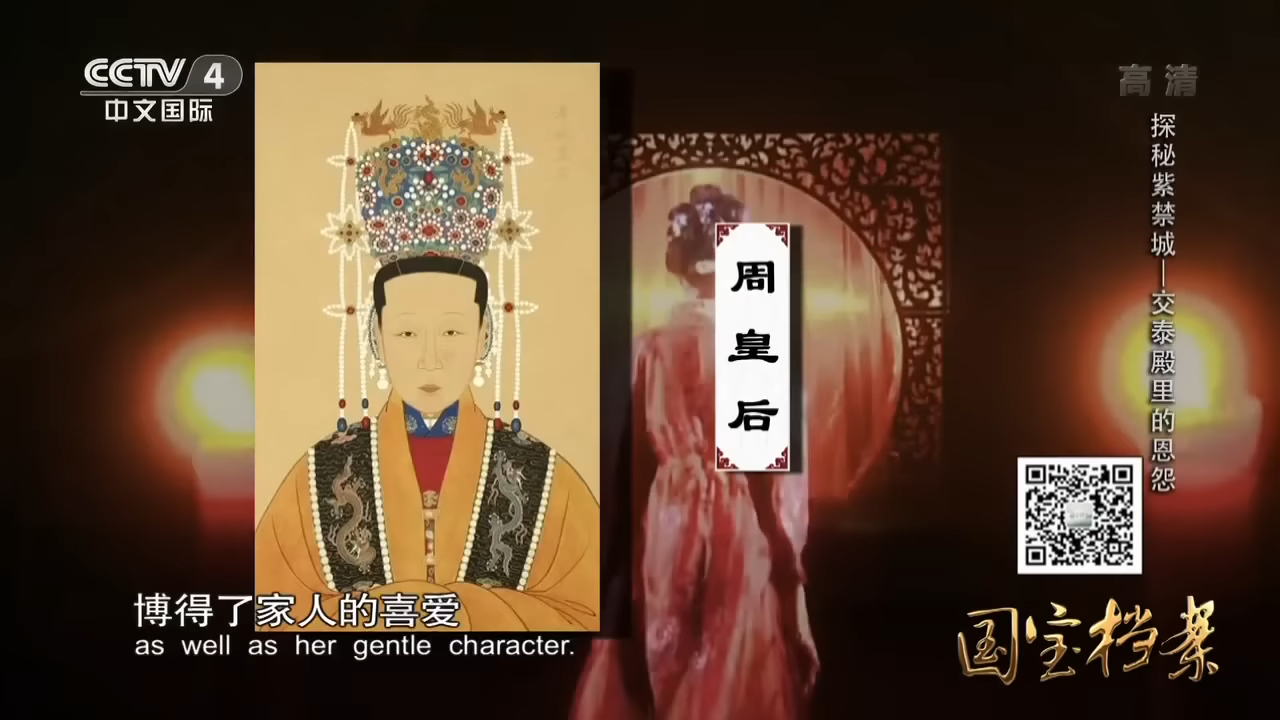 CCTV 4
中文国际
高清
探秘紫禁城—交泰殿里的恩怨
周皇后
博得了家人的喜爱
as well as her gentle character.
国宝档案